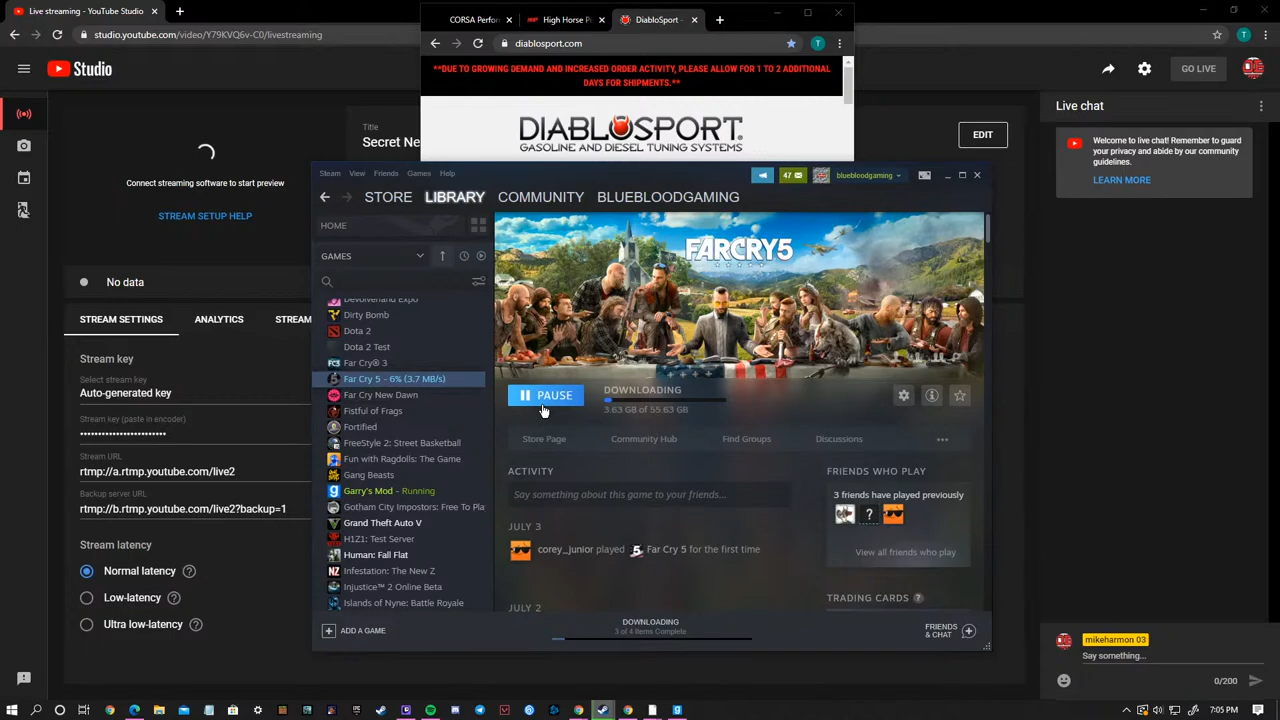 Live streaming - YouTube Studio
studio.youtube.com/video/Y79KVQ6v-C0/livestreaming
Studio
GO LIVE
Title
Secret Ne
EDIT
Connect streaming software to start preview
STREAM SETUP HELP
No data
STREAM SETTINGS
ANALYTICS
STREAM
Stream key
Select stream key
Auto-generated key
Stream key (paste in encoder)
Stream URL
rtmp://a.rtmp.youtube.com/live2
Backup server URL
rtmp://b.rtmp.youtube.com/live2?backup=1
Stream latency
Normal latency
Low-latency
Ultra low-latency
CORSA Perfor
High Horse Pe
DiabloSport -
diablosport.com
**DUE TO GROWING DEMAND AND INCREASED ORDER ACTIVITY, PLEASE ALLOW FOR 1 TO 2 ADDITIONAL
DAYS FOR SHIPMENTS.**
DIABLOSPORT.
GASOLINE AND DIESEL TUNING SYSTEMS
Steam
View
Friends
Games
Help
47
bluebloodgaming
STORE
LIBRARY
COMMUNITY
BLUEBLOODGAMING
HOME
GAMES
Devolverland Expo
Dirty Bomb
Dota 2
Dota 2 Test
FC3
Far Cry® 3
Far Cry 5 - 6% (3.7 MB/s)
Far Cry New Dawn
Fistful of Frags
Fortified
FreeStyle 2: Street Basketball
Fun with Ragdolls: The Game
Gang Beasts
Garry's Mod - Running
Gotham City Impostors: Free To Pla
Grand Theft Auto V
H1Z1: Test Server
Human: Fall Flat
NZ
Infestation: The New Z
Injustice™ 2 Online Beta
Islands of Nyne: Battle Royale
ADD A GAME
FARCRY5
PAUSE
DOWNLOADING
3.63 GB of 55.63 GB
Store Page
Community Hub
Find Groups
Discussions
ACTIVITY
Say something about this game to your friends...
JULY 3
corey_junior played
Far Cry 5 for the first time
JULY 2
FRIENDS WHO PLAY
3 friends have played previously
?
View all friends who play
TRADING CARDS
DOWNLOADING
3 of 4 Items Complete
FRIENDS
& CHAT
Live chat
Welcome to live chat! Remember to guard
your privacy and abide by our community
guidelines.
LEARN MORE
mikeharmon 03
Say something...
0/200
7:05 PM